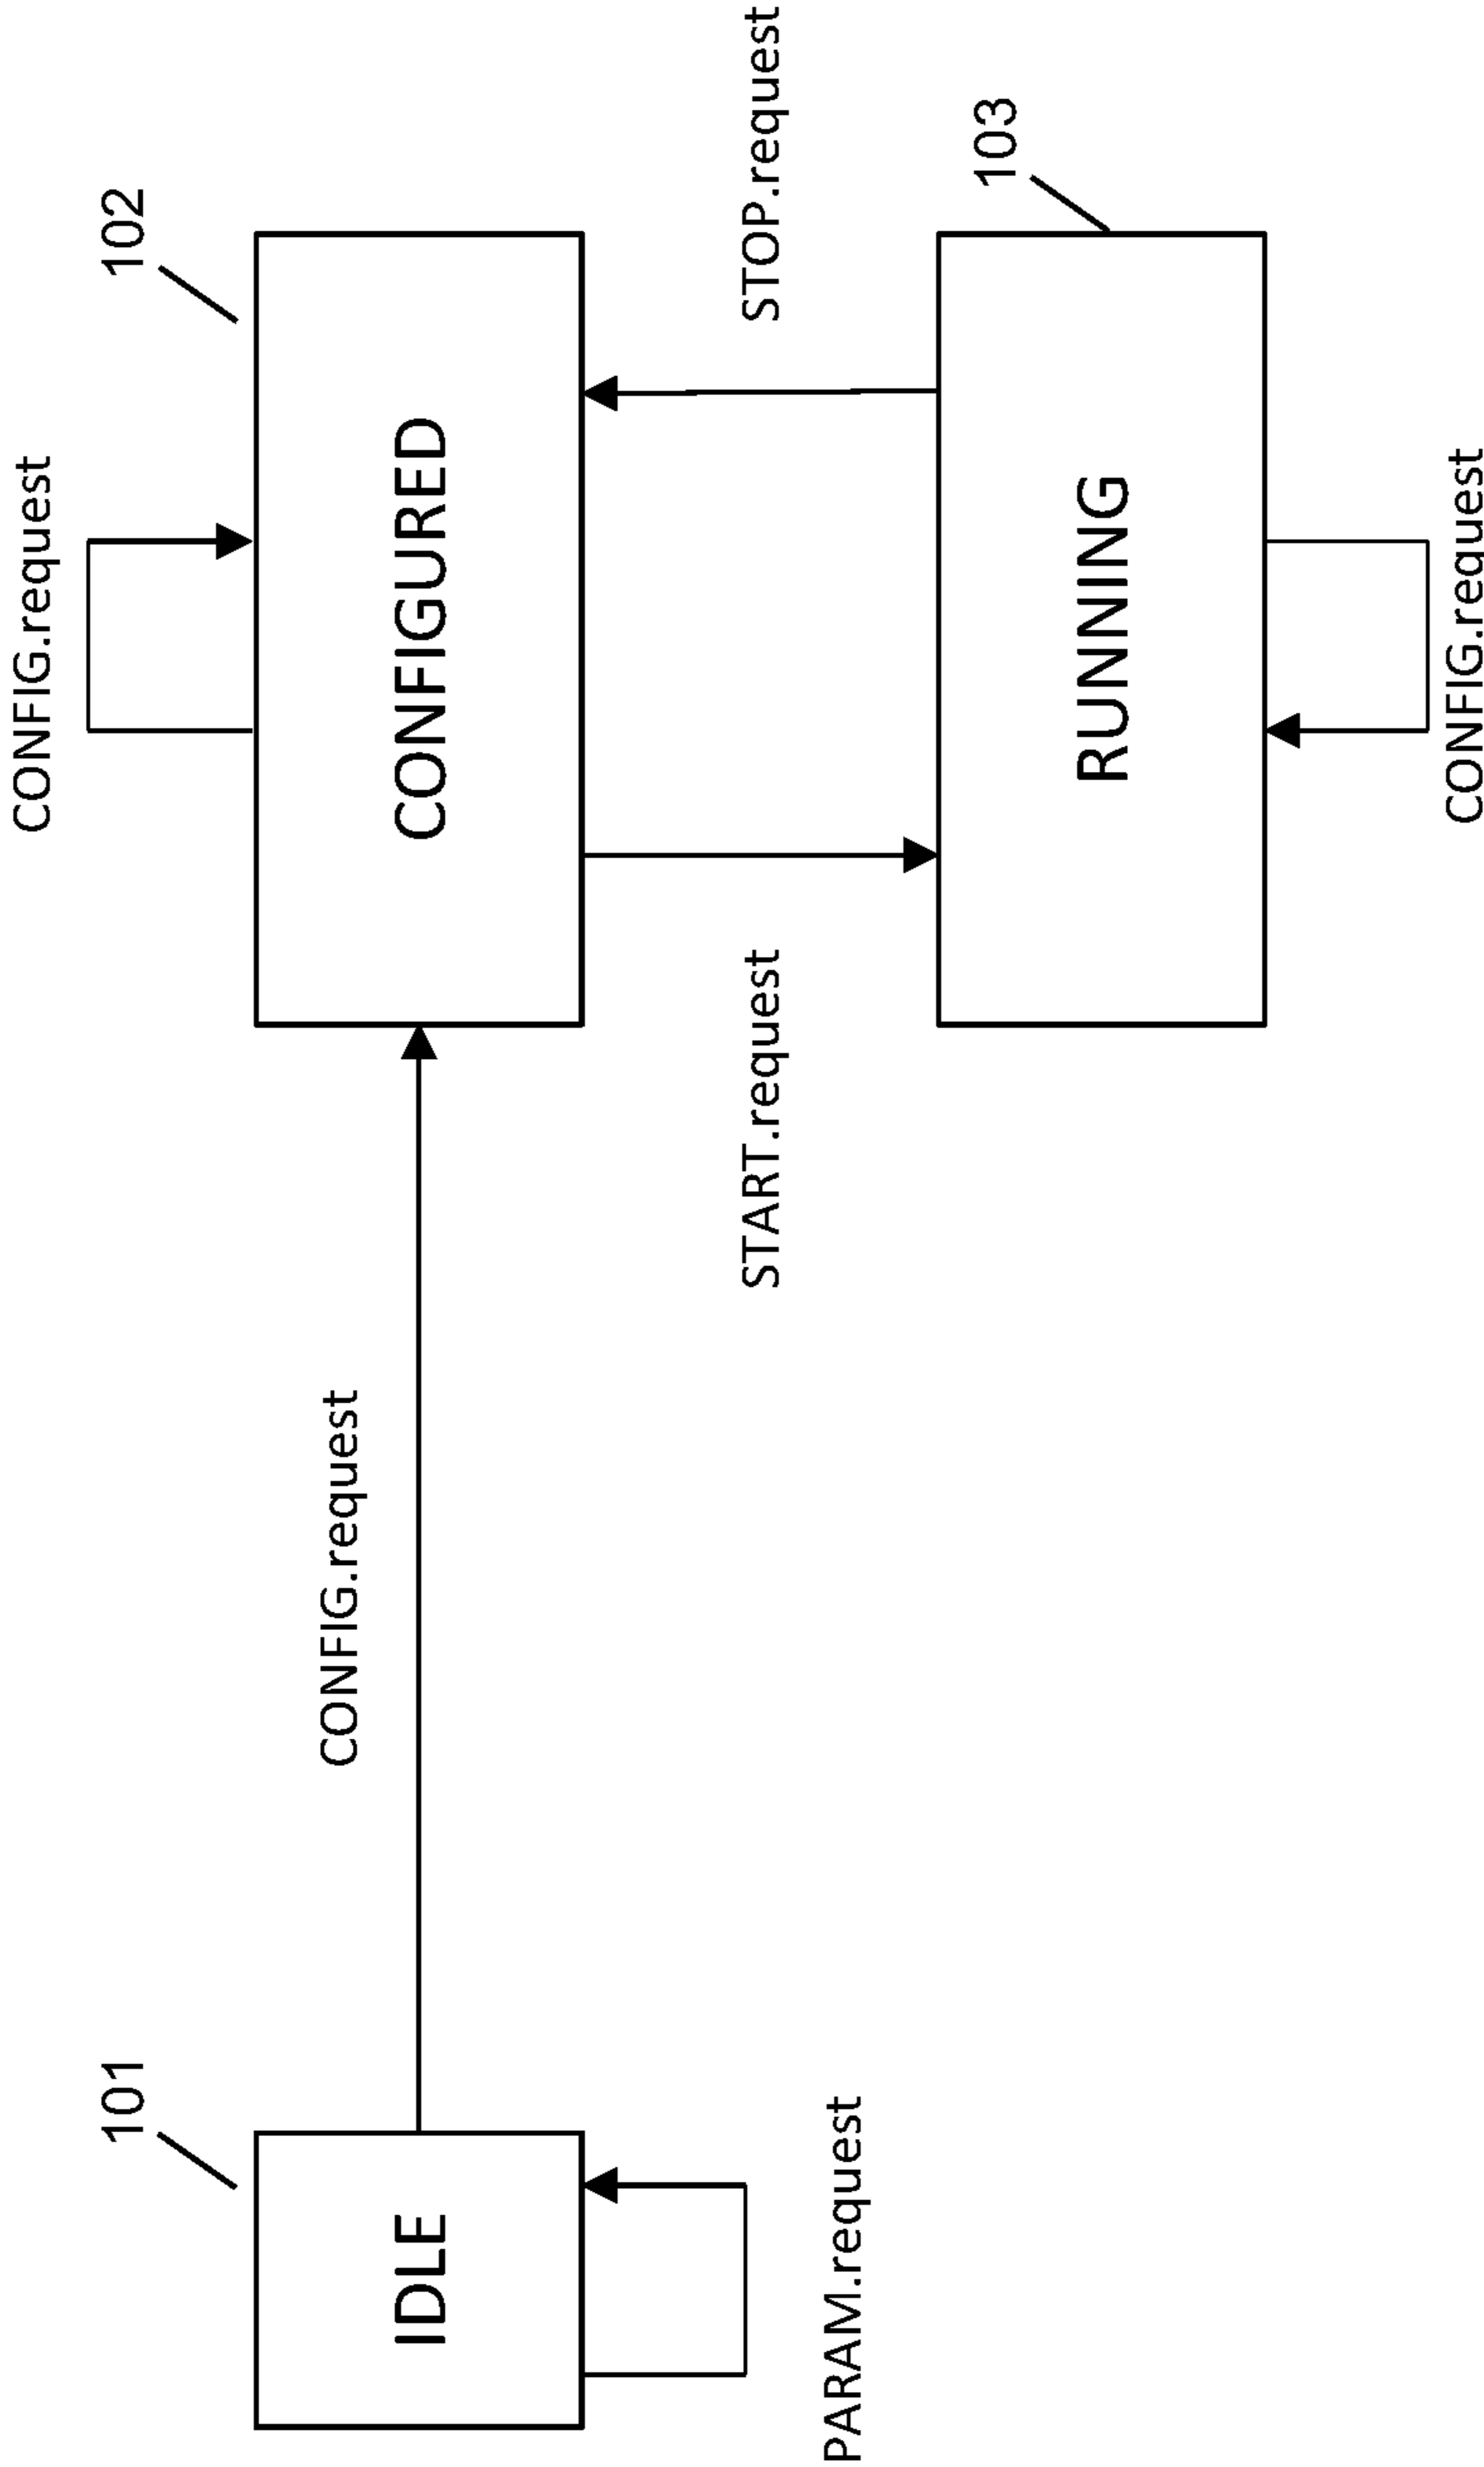 CONFIG.request
101
102
CONFIG.request
IDLE
CONFIGURED
START.request
STOP.request
PARAM.request
103
RUNNING
CONFIG.request